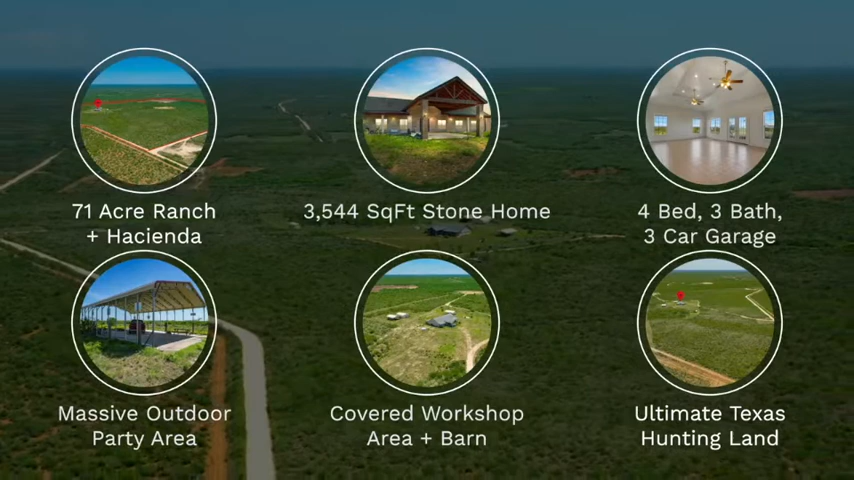 71 Acre Ranch
+ Hacienda
3,544 SqFt Stone Home
4 Bed, 3 Bath,
3 Car Garage
Massive Outdoor
Party Area
Covered Workshop
Area + Barn
Ultimate Texas
Hunting Land